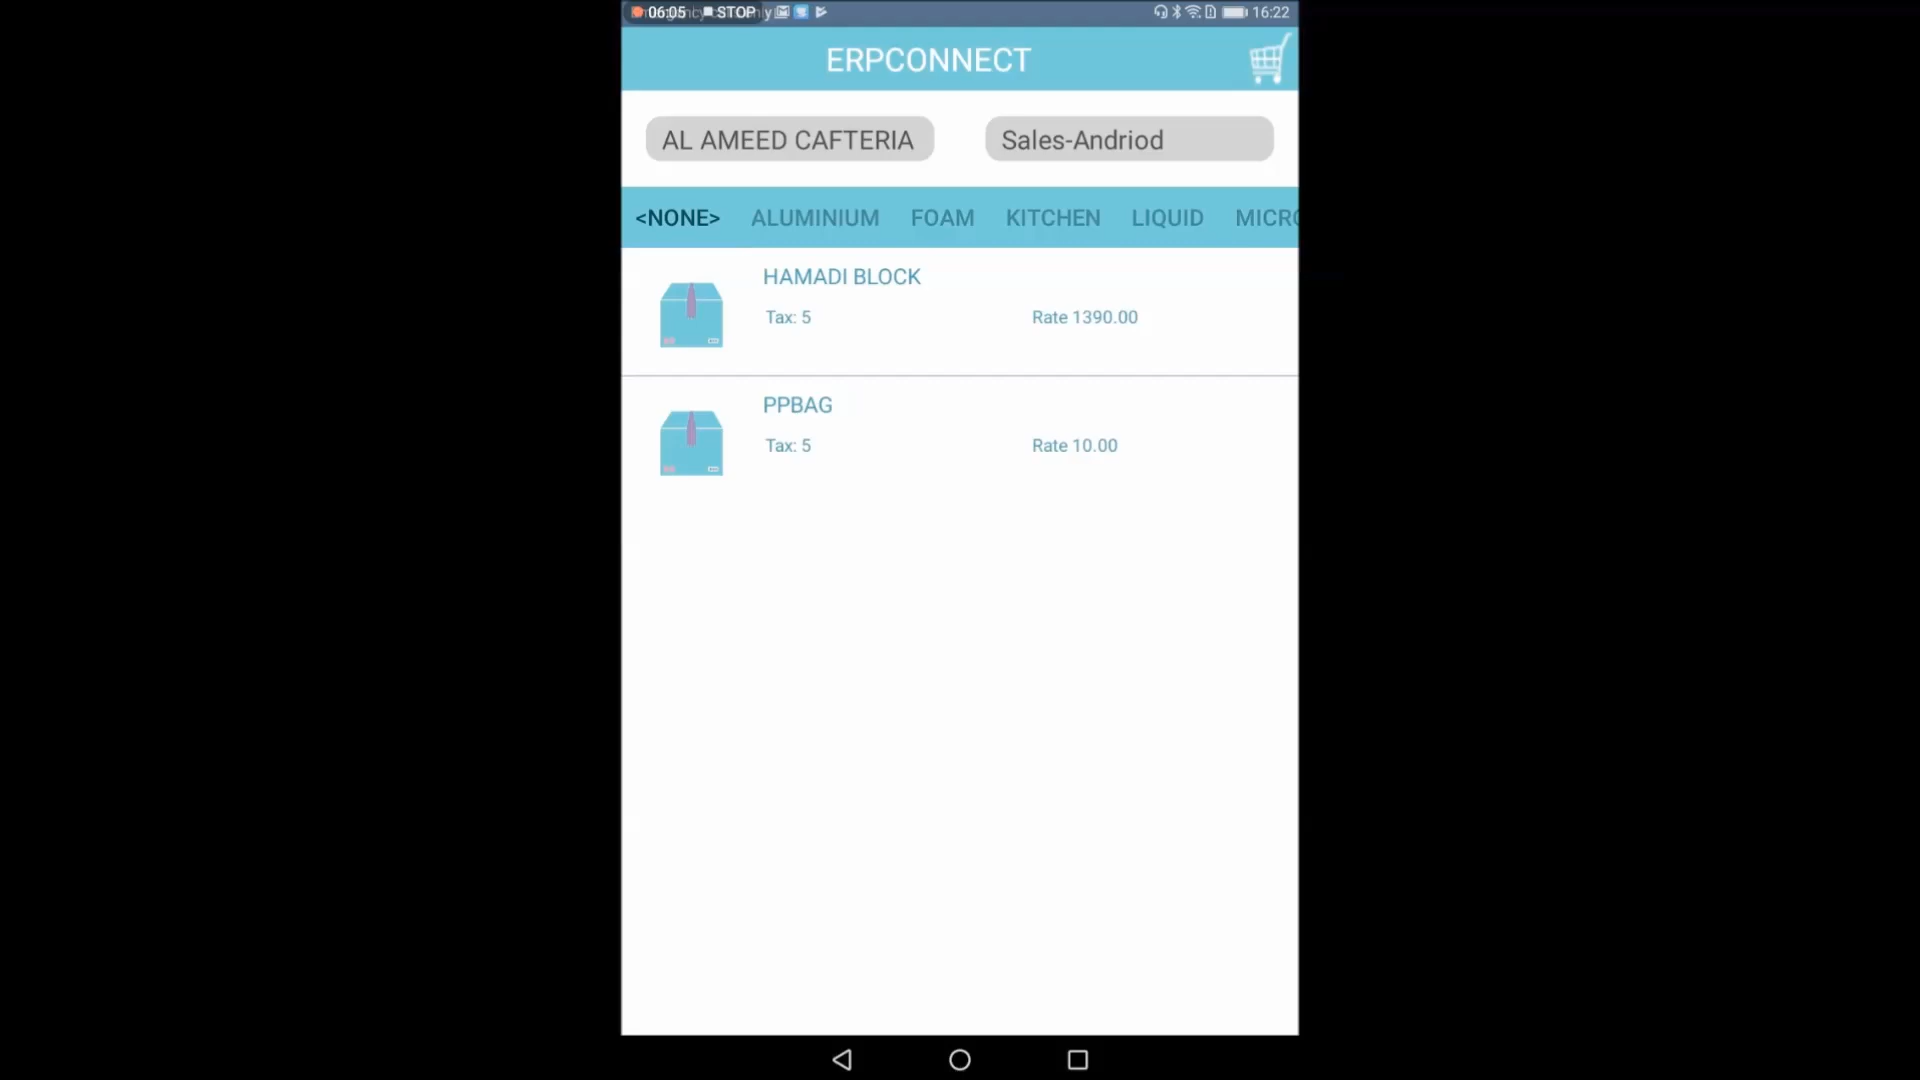 06:05 STOP 16:22
ERPCONNECT
AL AMEED CAFTERIA Sales-Andriod
<NONE> ALUMINIUM FOAM KITCHEN LIQUID MICRO
HAMADI BLOCK
Tax: 5 Rate 1390.00
PPBAG
Tax: 5 Rate 10.00